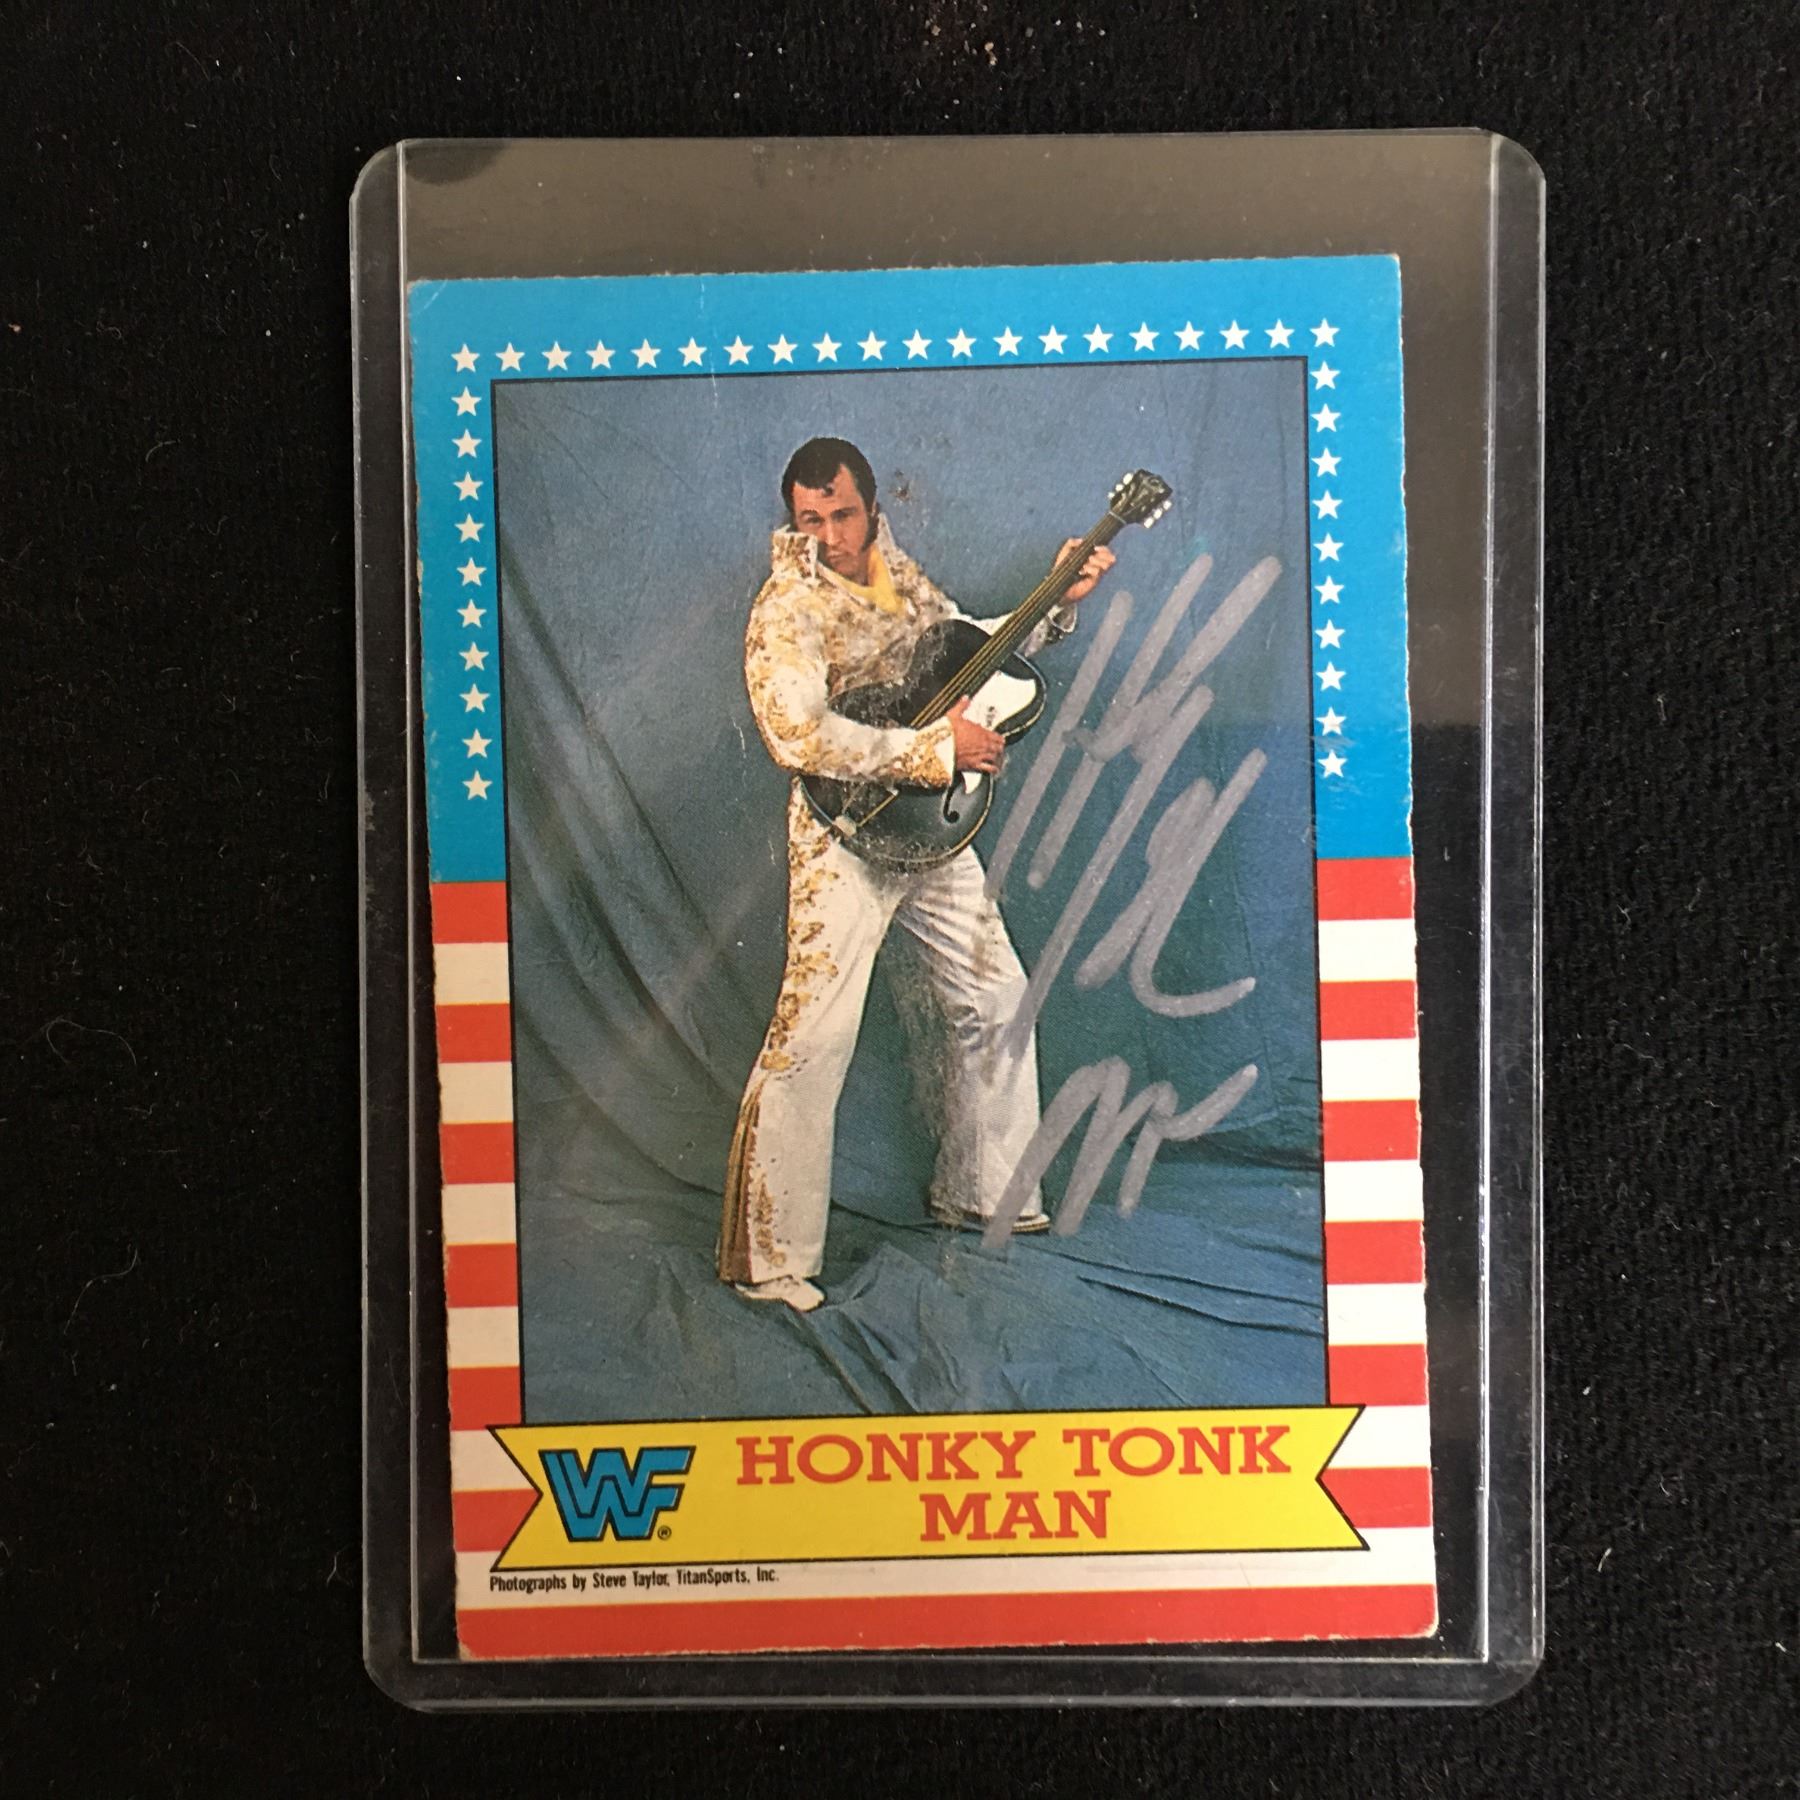 HONKY TONK
MAN
WF®
Photographs by Steve Taylor, TitanSports, Inc.